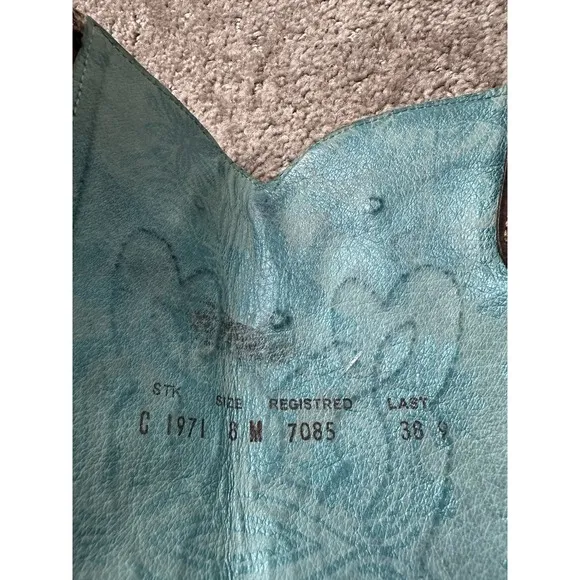 STK SIZE REGISTRED LAST
C 1971 8 M 7085 38 9